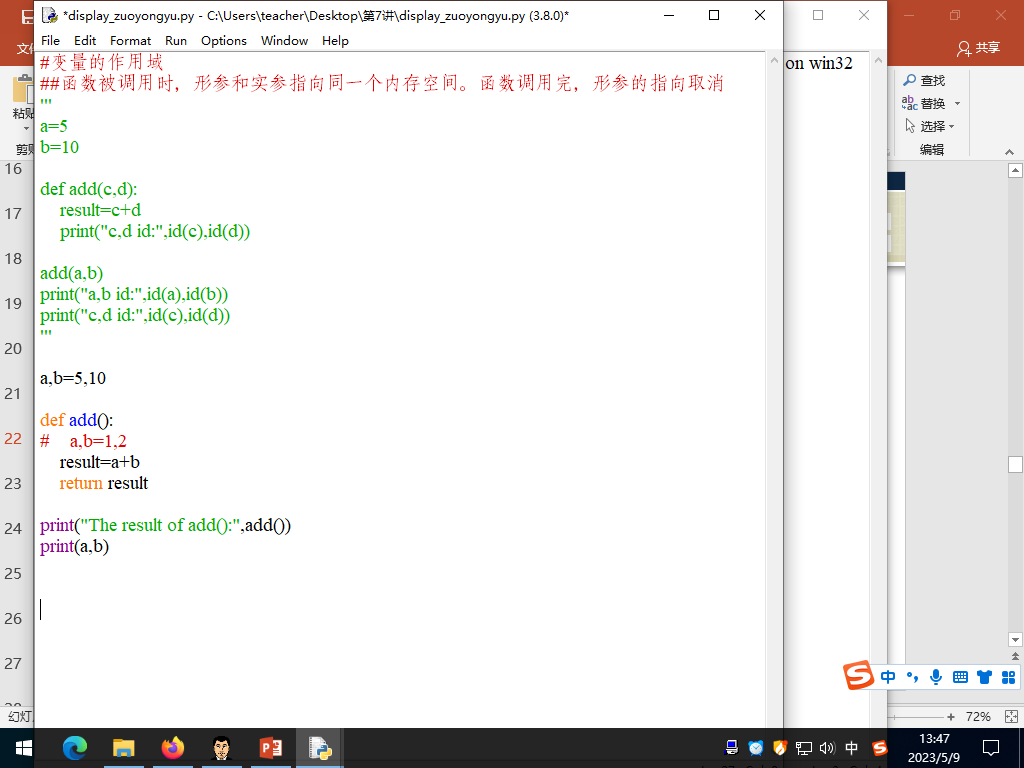 *display_zuoyongyu.py - C:\Users\teacher\Desktop\第7讲\display_zuoyongyu.py (3.8.0)*
File Edit Format Run Options Window Help
#变量的作用域
##函数被调用时，形参和实参指向同一个内存空间。函数调用完，形参的指向取消
'''
a=5
b=10
def add(c,d):
    result=c+d
    print("c,d id:",id(c),id(d))
add(a,b)
print("a,b id:",id(a),id(b))
print("c,d id:",id(c),id(d))
'''
a,b=5,10
def add():
#    a,b=1,2
    result=a+b
    return result
print("The result of add():",add())
print(a,b)
on win32
共享
查找
替换
选择
编辑
文
粘贴
剪
16
17
18
19
20
21
22
23
24
25
26
27
幻灯
中
72%
中
13:47
2023/5/9